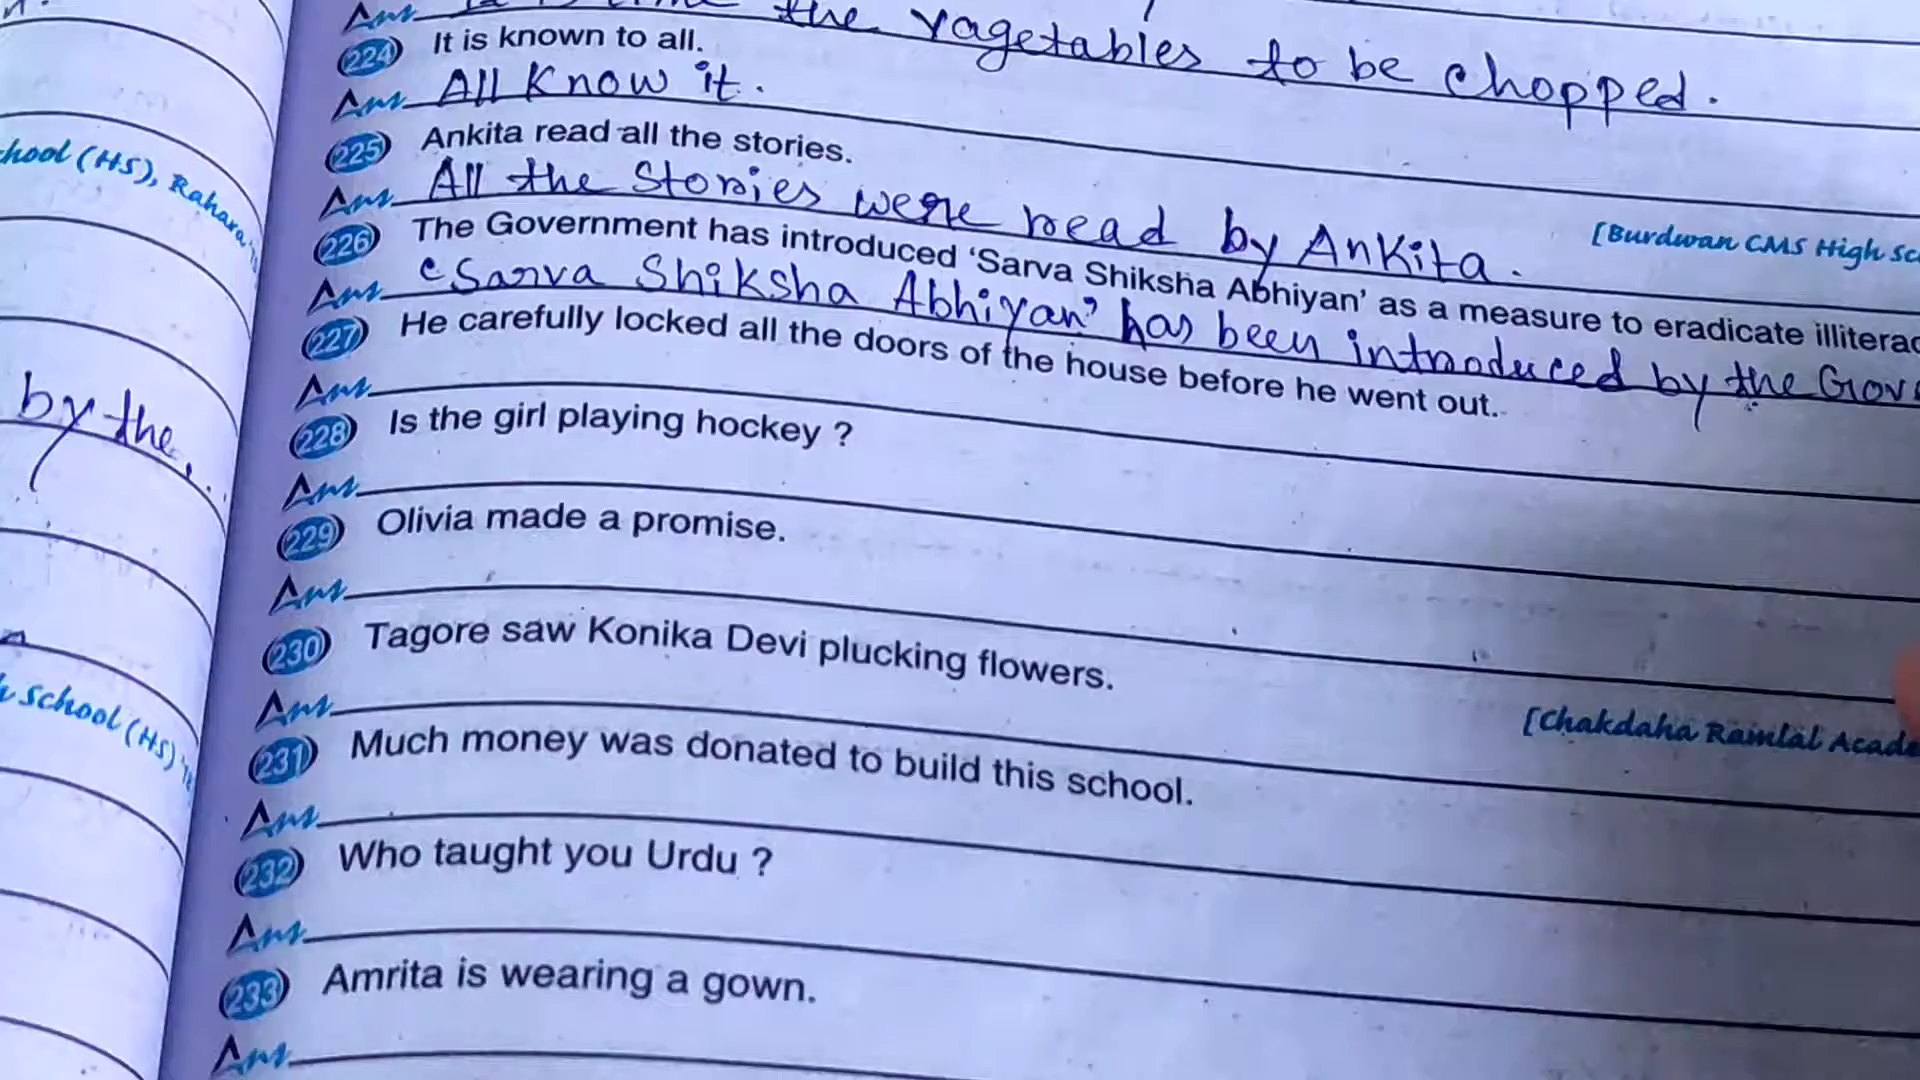 the vagetables to be chopped.
Ans
224 It is known to all.
Ans All Know it.
225 Ankita read all the stories.
Ans All the Stories were read by Ankita.
[Burdwan CMS High Sc
226 The Government has introduced ‘Sarva Shiksha Abhiyan’ as a measure to eradicate illiterac
Ans ‘Sarva Shiksha Abhiyan’ has been introduced by the Gov
227 He carefully locked all the doors of the house before he went out.
Ans
228 Is the girl playing hockey ?
Ans
229 Olivia made a promise.
Ans
230 Tagore saw Konika Devi plucking flowers.
[Chakdaha Ramlal Acade
Ans
231 Much money was donated to build this school.
Ans
232 Who taught you Urdu ?
Ans
233 Amrita is wearing a gown.
Ans
hool (HS), Rahara
by the
School (HS)